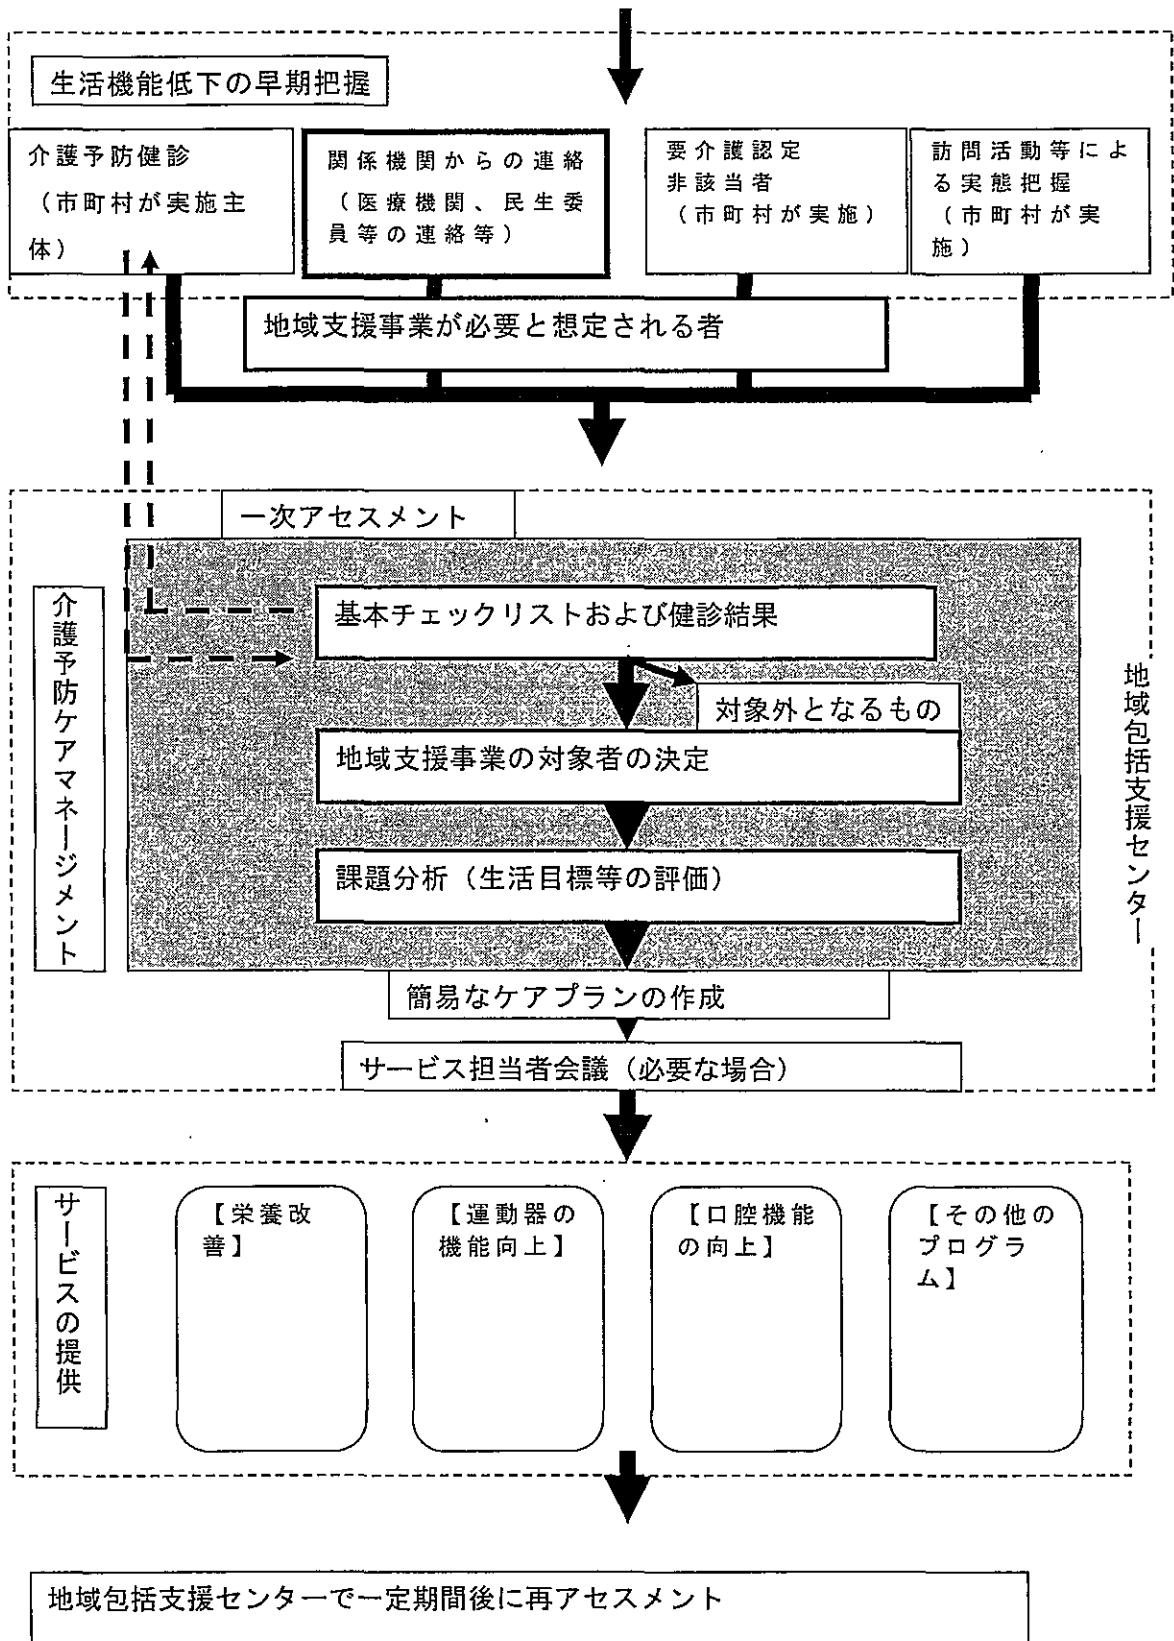 生活機能低下の早期把握
介護予防健診
（市町村が実施主
体）
関係機関からの連絡
（医療機関、民生委
員等の連絡等）
要介護認定
非該当者
（市町村が実施）
訪問活動等によ
る実態把握
（市町村が実
施）
地域支援事業が必要と想定される者
一次アセスメント
介護予防ケアマネージメント
基本チェックリストおよび健診結果
対象外となるもの
地域支援事業の対象者の決定
課題分析（生活目標等の評価）
地域包括支援センター
簡易なケアプランの作成
サービス担当者会議（必要な場合）
サービスの提供
【栄養改
善】
【運動器の
機能向上】
【口腔機能
の向上】
【その他の
プログラ
ム】
地域包括支援センターで一定期間後に再アセスメント